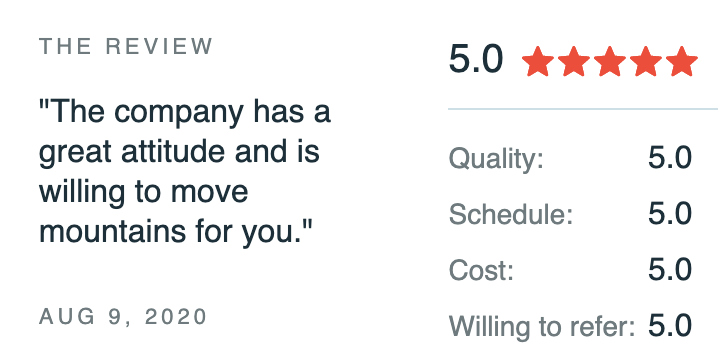 THE REVIEW
"The company has a
great attitude and is
willing to move
mountains for you."
AUG 9, 2020
5.0
Quality: 5.0
Schedule: 5.0
Cost: 5.0
Willing to refer: 5.0